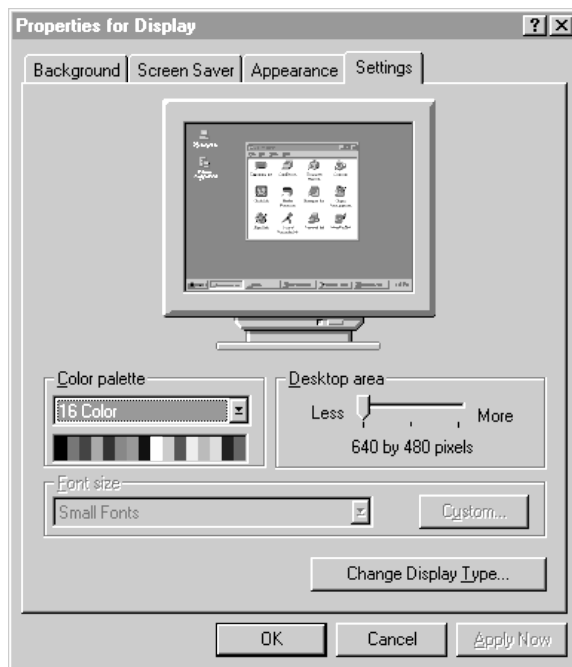 Properties for Display
Background Screen Saver Appearance Settings
Color palette
16 Color
Desktop area
Less More
640 by 480 pixels
Font size
Small Fonts
Custom...
Change Display Type...
OK Cancel Apply Now